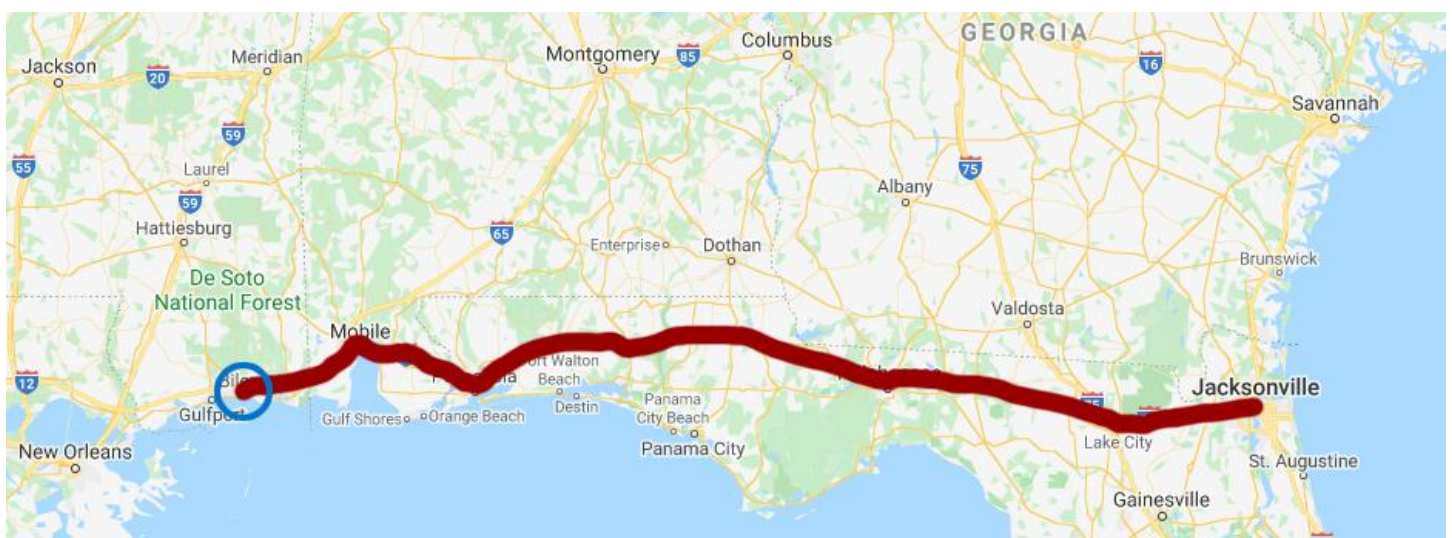 GEORGIA
Columbus
Montgomery
85
Meridian
Jackson
20
16
59
Savannah
55
Laurel
75
59
Albany
Hattiesburg
65
Enterprise
Dothan
Brunswick
De Soto
National Forest
Valdosta
Mobile
Walton
Beach
12
Jacksonville
Gulfport
Destin
Panama
City Beach
Gulf Shores
Orange Beach
Lake City
New Orleans
Panama City
St. Augustine
Gainesville